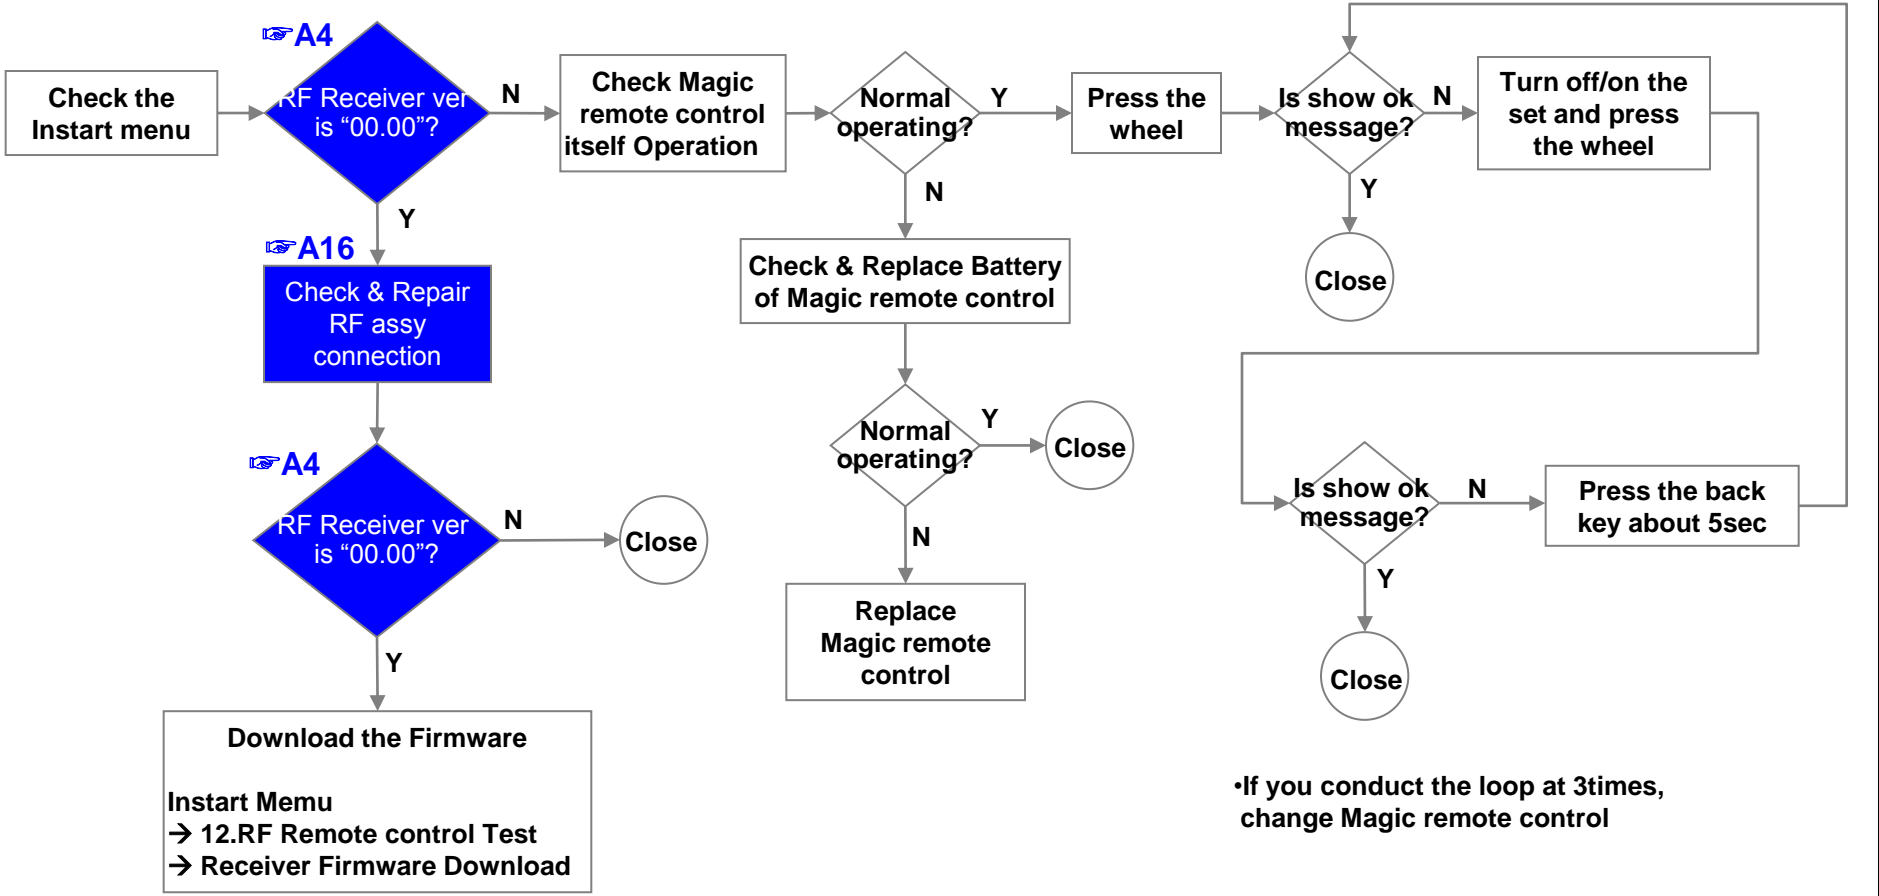 ☞A4
Check the
Instart menu
RF Receiver ver
is “00.00”?
N
Y
Check Magic
remote control
itself Operation
Normal
operating?
Y
N
Press the
wheel
Is show ok
message?
N
Y
Turn off/on the
set and press
the wheel
Close
☞A16
Check & Repair
RF assy
connection
Check & Replace Battery
of Magic remote control
Normal
operating?
Y
N
Close
Replace
Magic remote
control
☞A4
RF Receiver ver
is “00.00”?
N
Y
Close
Is show ok
message?
N
Y
Press the back
key about 5sec
Close
Download the Firmware
Instart Memu
→ 12.RF Remote control Test
→ Receiver Firmware Download
•If you conduct the loop at 3times,
change Magic remote control